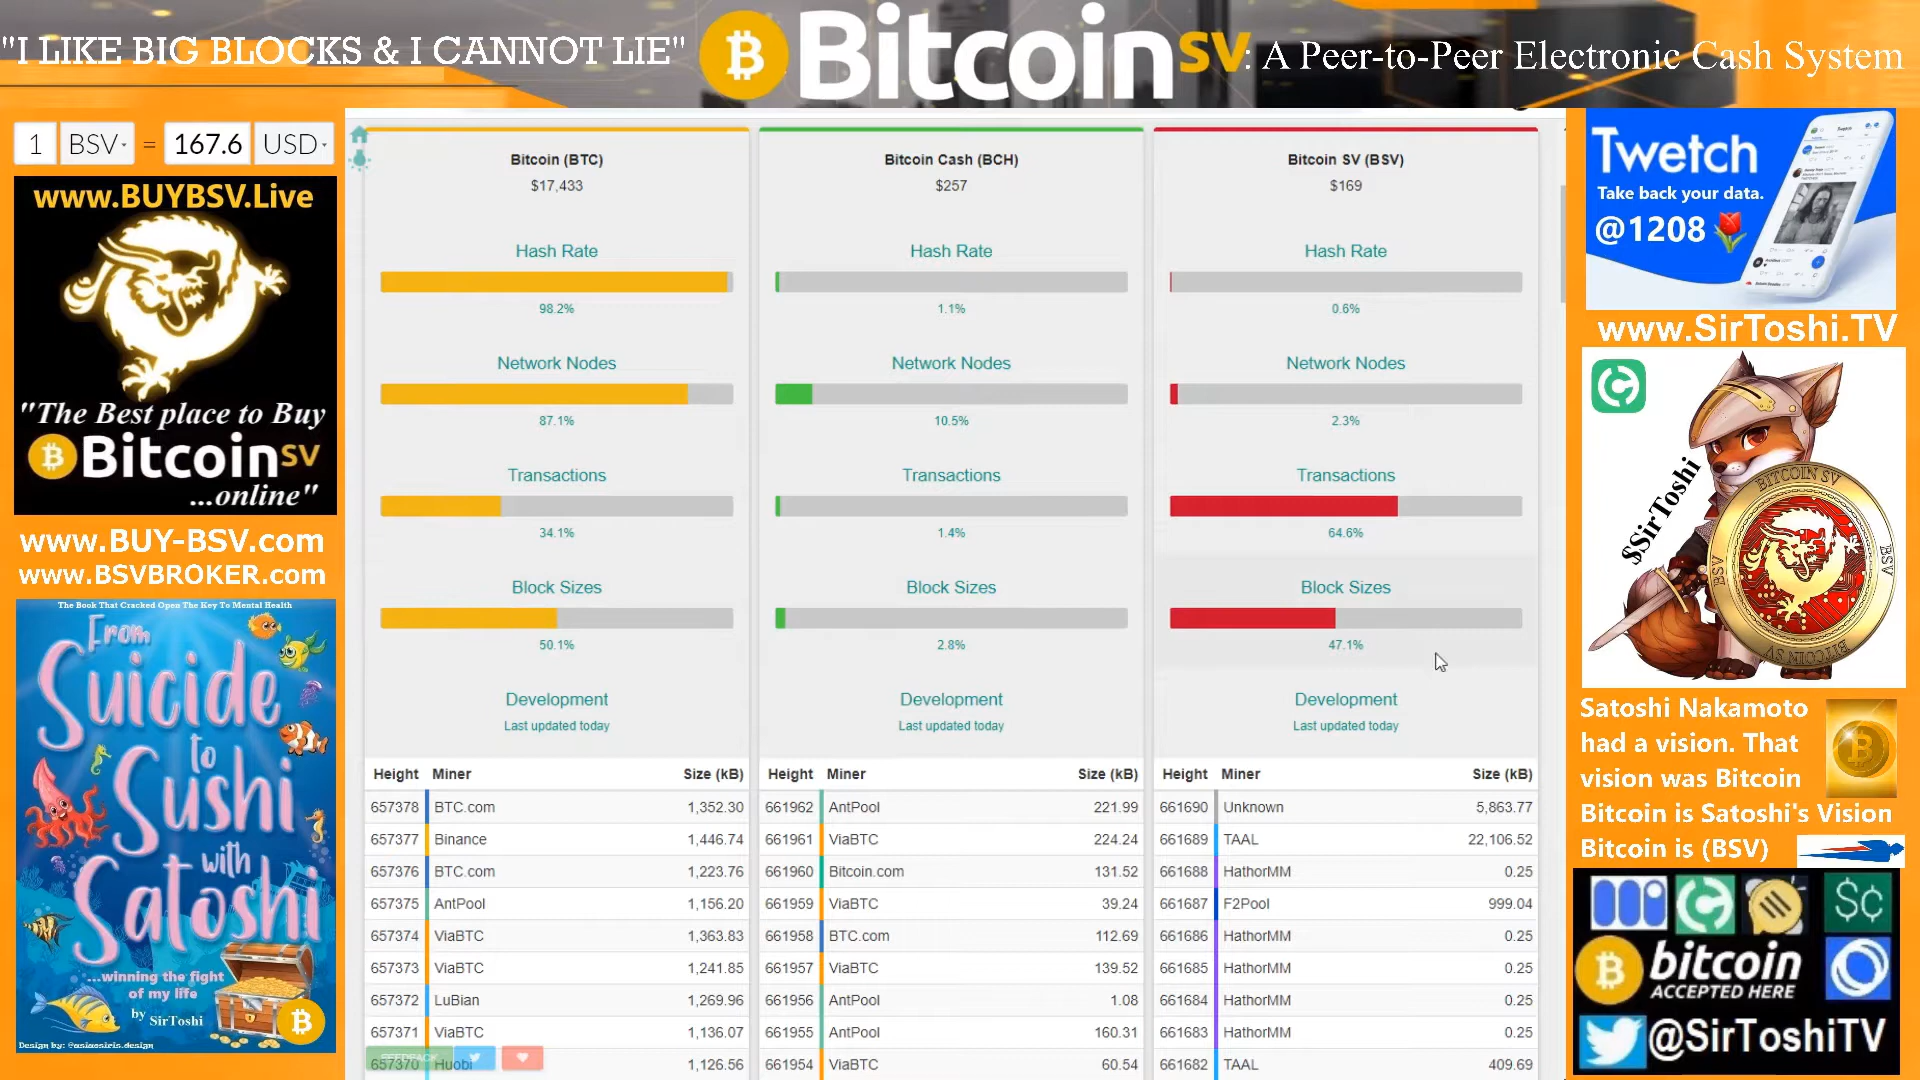 "I LIKE BIG BLOCKS & I CANNOT LIE"
BitcoinSV: A Peer-to-Peer Electronic Cash System
1 BSV = 167.6 USD
www.BUYBSV.Live
"The Best place to Buy
BitcoinSV
...online"
www.BUY-BSV.com
www.BSVBROKER.com
The Book That Cracked Open The Key To Mental Health
From
Suicide
to
Sushi
with
Satoshi
...winning the fight
of my life
by SirToshi
Design by: @asiaosiris.design
Bitcoin (BTC)
$17,433
Hash Rate
98.2%
Network Nodes
87.1%
Transactions
34.1%
Block Sizes
50.1%
Development
Last updated today
Height Miner Size (kB)
657378 BTC.com 1,352.30
657377 Binance 1,446.74
657376 BTC.com 1,223.76
657375 AntPool 1,156.20
657374 ViaBTC 1,363.83
657373 ViaBTC 1,241.85
657372 LuBian 1,269.96
657371 ViaBTC 1,136.07
657370 Huobi 1,126.56
FEEDBACK
Bitcoin Cash (BCH)
$257
Hash Rate
1.1%
Network Nodes
10.5%
Transactions
1.4%
Block Sizes
2.8%
Development
Last updated today
Height Miner Size (kB)
661962 AntPool 221.99
661961 ViaBTC 224.24
661960 Bitcoin.com 131.52
661959 ViaBTC 39.24
661958 BTC.com 112.69
661957 ViaBTC 139.52
661956 AntPool 1.08
661955 AntPool 160.31
661954 ViaBTC 60.54
Bitcoin SV (BSV)
$169
Hash Rate
0.6%
Network Nodes
2.3%
Transactions
64.6%
Block Sizes
47.1%
Development
Last updated today
Height Miner Size (kB)
661690 Unknown 5,863.77
661689 TAAL 22,106.52
661688 HathorMM 0.25
661687 F2Pool 999.04
661686 HathorMM 0.25
661685 HathorMM 0.25
661684 HathorMM 0.25
661683 HathorMM 0.25
661682 TAAL 409.69
Twetch
Take back your data.
@1208
www.SirToshi.TV
$SirToshi
BITCOIN SV
BSV
BSV
BITCOIN SV
Satoshi Nakamoto
had a vision. That
vision was Bitcoin
Bitcoin is Satoshi's Vision
Bitcoin is (BSV)
bitcoin
ACCEPTED HERE
@SirToshiTV